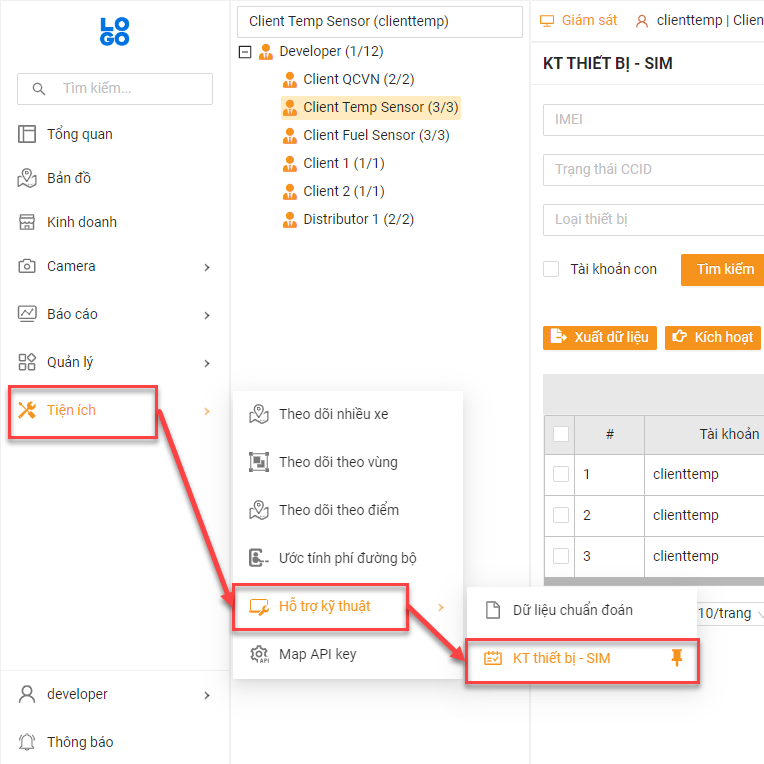 LO
GO
Tìm kiếm...
Tổng quan
Bản đồ
Kinh doanh
Camera
Báo cáo
Quản lý
Tiện ích
developer
Thông báo
Client Temp Sensor (clienttemp)
Developer (1/12)
Client QCVN (2/2)
Client Temp Sensor (3/3)
Client Fuel Sensor (3/3)
Client 1 (1/1)
Client 2 (1/1)
Distributor 1 (2/2)
Theo dõi nhiều xe
Theo dõi theo vùng
Theo dõi theo điểm
Ước tính phí đường bộ
Hỗ trợ kỹ thuật
Map API key
Dữ liệu chuẩn đoán
KT thiết bị - SIM
Giám sát clienttemp | Clien
KT THIẾT BỊ - SIM
IMEI
Trạng thái CCID
Loại thiết bị
Tài khoản con Tìm kiếm
Xuất dữ liệu Kích hoạt
# Tài khoản
1 clienttemp
2 clienttemp
3 clienttemp
10/trang